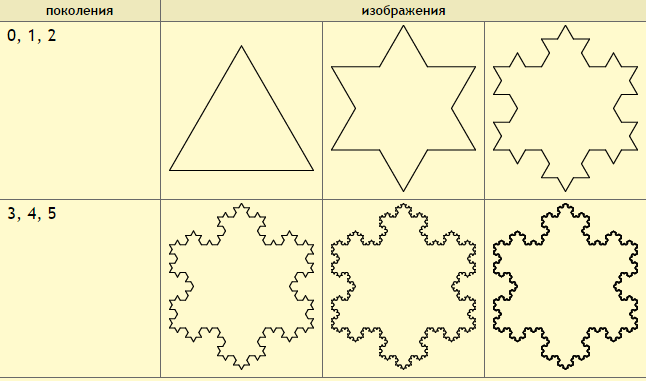 поколения
изображения
0, 1, 2
3, 4, 5